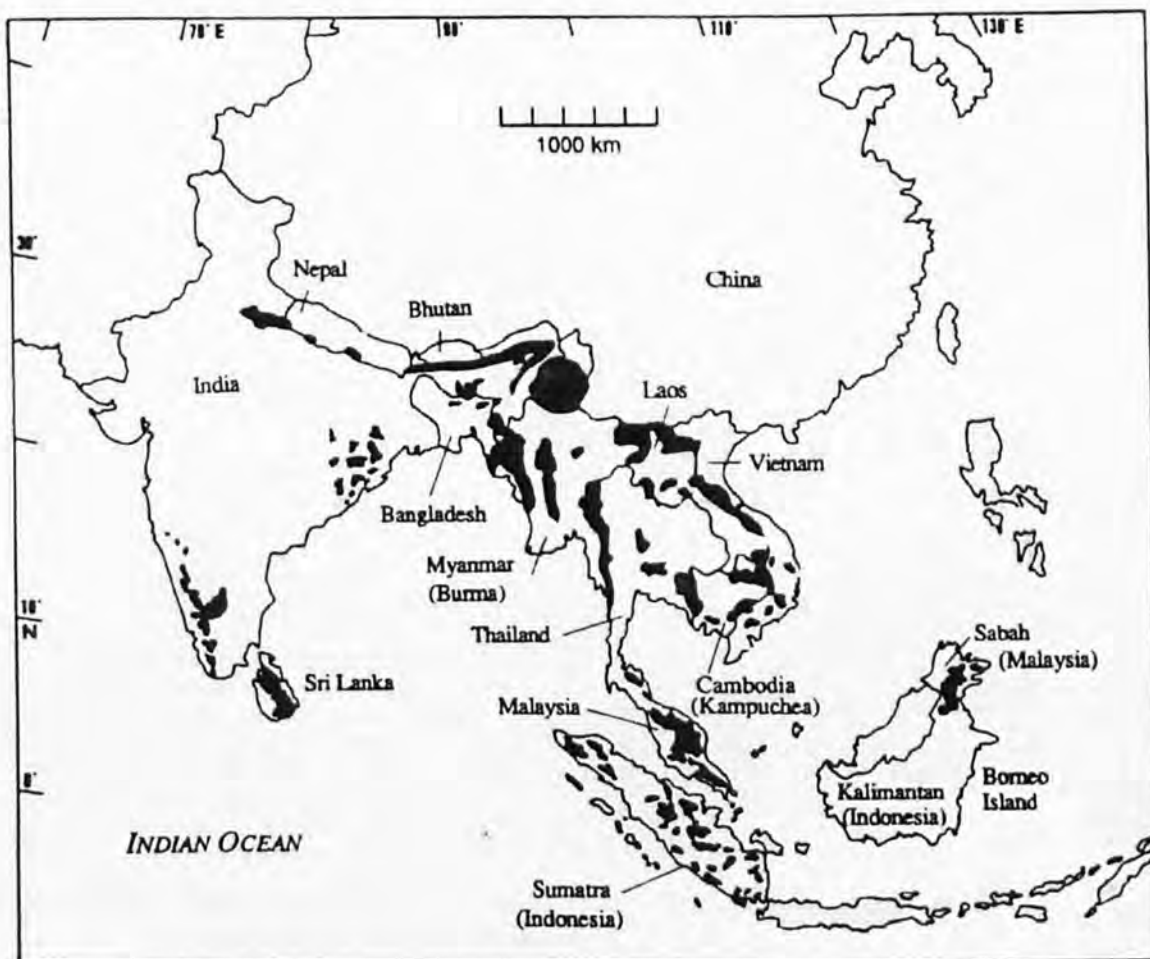 70° E
90°
110°
130° E
1000 km
30°
Nepal
China
Bhutan
India
Laos
Vietnam
Bangladesh
Myanmar
(Burma)
10°
N
Thailand
Sabah
(Malaysia)
Sri Lanka
Cambodia
(Kampuchea)
Malaysia
0°
Kalimantan
(Indonesia)
Borneo
Island
INDIAN OCEAN
Sumatra
(Indonesia)